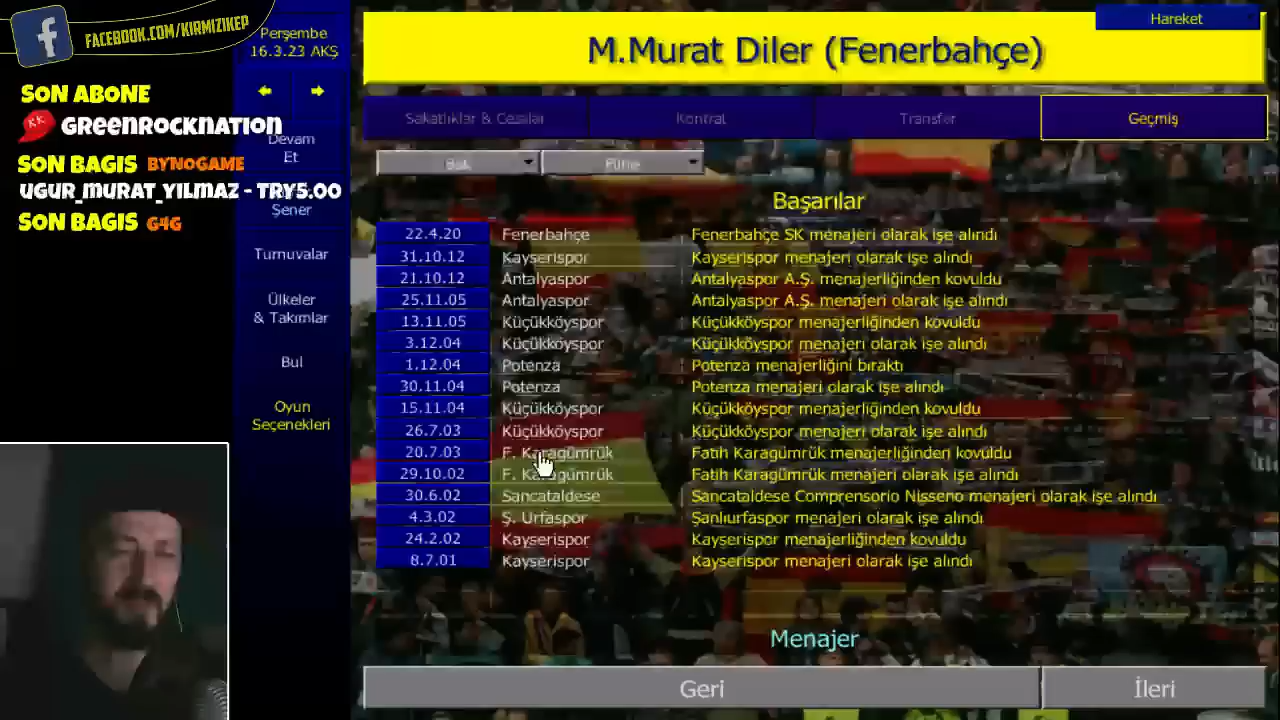 FACEBOOK.COM/KIRMIZIKEP
SON ABONE
GREENROCKNATION
SON BAGIS BYNOGAME
UGUR_MURAT_YILMAZ - TRY5.00
SON BAGIS G4G
Perşembe
16.3.23 AKŞ
Devam
Et
Şener
Turnuvalar
Ülkeler
& Takımlar
Bul
Oyun
Seçenekleri
Hareket
M.Murat Diler (Fenerbahçe)
Sakatlıklar & Cezalar Kontrat Transfer Geçmiş
Bak Filtre
Başarılar
22.4.20 Fenerbahçe Fenerbahçe SK menajeri olarak işe alındı
31.10.12 Kayserispor Kayserispor menajeri olarak işe alındı
21.10.12 Antalyaspor Antalyaspor A.Ş. menajerliğinden kovuldu
25.11.05 Antalyaspor Antalyaspor A.Ş. menajeri olarak işe alındı
13.11.05 Küçükköyspor Küçükköyspor menajerliğinden kovuldu
3.12.04 Küçükköyspor Küçükköyspor menajeri olarak işe alındı
1.12.04 Potenza Potenza menajerliğini bıraktı
30.11.04 Potenza Potenza menajeri olarak işe alındı
15.11.04 Küçükköyspor Küçükköyspor menajerliğinden kovuldu
26.7.03 Küçükköyspor Küçükköyspor menajeri olarak işe alındı
20.7.03 F. Karagümrük Fatih Karagümrük menajerliğinden kovuldu
29.10.02 F. Karagümrük Fatih Karagümrük menajeri olarak işe alındı
30.6.02 Sancataldese Sancataldese Comprensorio Nisseno menajeri olarak işe alındı
4.3.02 Ş. Urfaspor Şanlıurfaspor menajeri olarak işe alındı
24.2.02 Kayserispor Kayserispor menajerliğinden kovuldu
8.7.01 Kayserispor Kayserispor menajeri olarak işe alındı
Menajer
Geri İleri